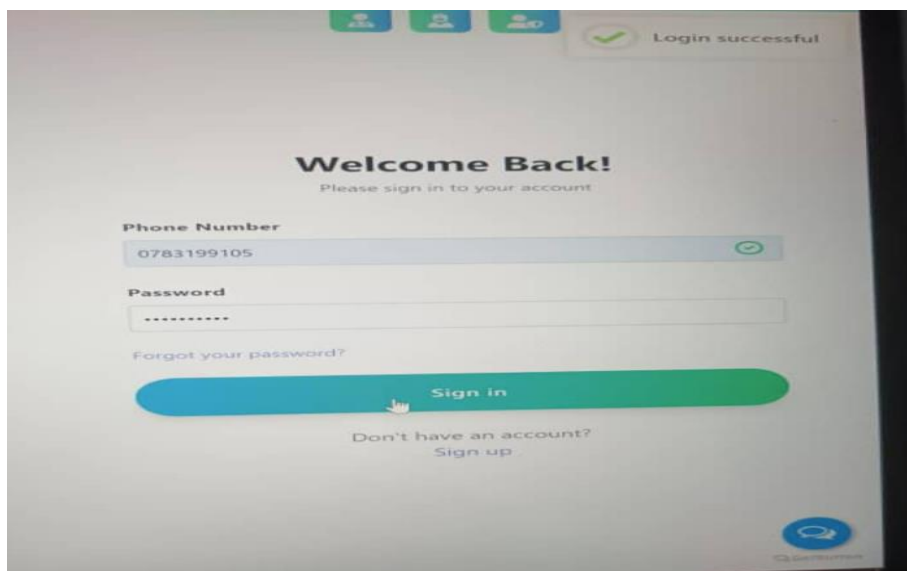 Login successful
Welcome Back!
Please sign in to your account
Phone Number
0783199105
Password
••••••••••
Forgot your password?
Sign in
Don't have an account?
Sign up